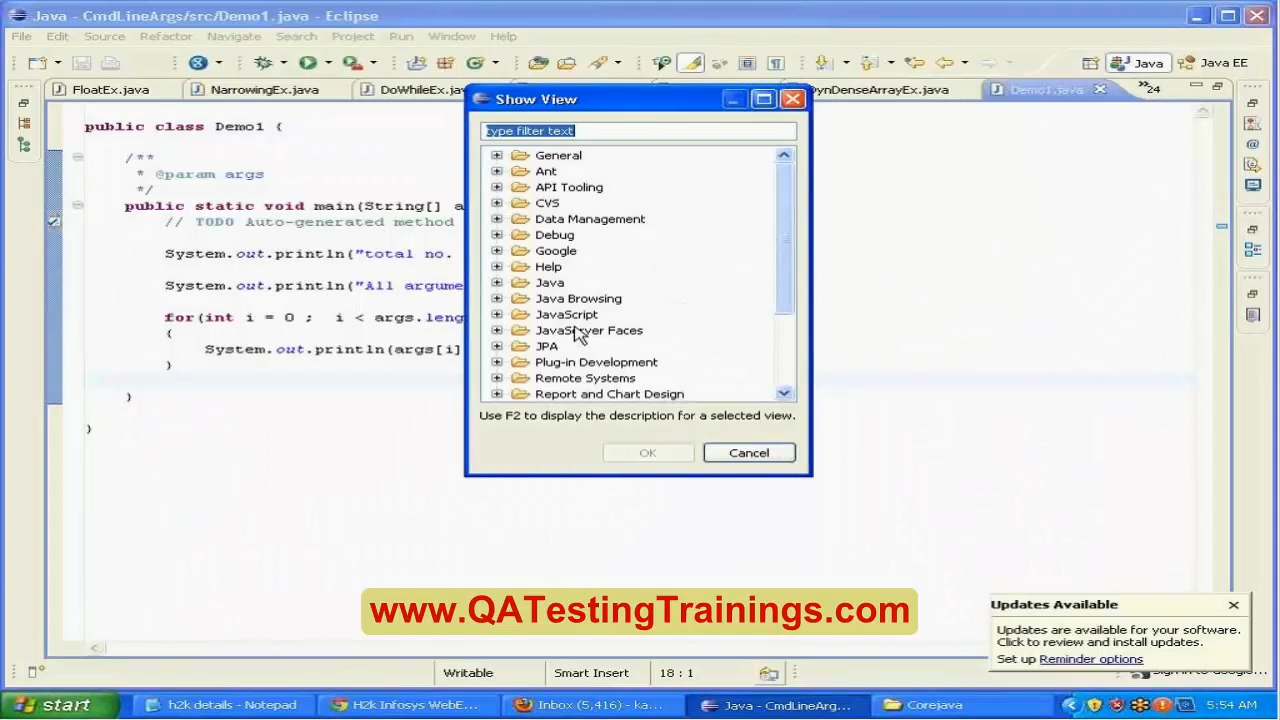 Java - CmdLineArgs/src/Demo1.java - Eclipse
File Edit Source Refactor Navigate Search Project Run Window Help
Java Java EE
FloatEx.java NarrowingEx.java DoWhileEx.jav DynDenseArrayEx.java Demo1.java 24
public class Demo1 {
/**
* @param args
*/
public static void main(String[] a
// TODO Auto-generated method
System.out.println("total no.
System.out.println("All argume
for(int i = 0 ; i < args.leng
{
System.out.println(args[i]
}
}
}
Show View
type filter text
General
Ant
API Tooling
CVS
Data Management
Debug
Google
Help
Java
Java Browsing
JavaScript
JavaServer Faces
JPA
Plug-in Development
Remote Systems
Report and Chart Design
Use F2 to display the description for a selected view.
OK Cancel
www.QATestingTrainings.com
Updates Available
Updates are available for your software.
Click to review and install updates.
Set up Reminder options
Writable Smart Insert 18 : 1
start h2k details - Notepad H2k Infosys WebE... Inbox (5,416) - ka... Java - CmdLineArg... Corejava 5:54 AM